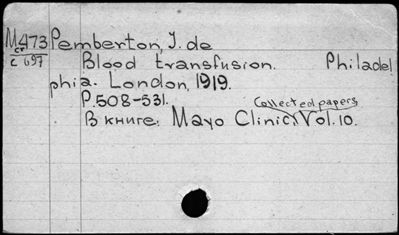 M473 Pemberton, J. de
ст
с 697 Blood transfusion. Philadel
phia. London, 1919.
P. 508-531.
Collected papers
В книге: Mayo Clinic, Vol. 10.